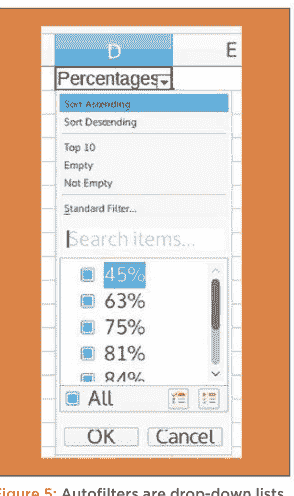 D E
Percentages
Sort Ascending
Sort Descending
Top 10
Empty
Not Empty
Standard Filter...
Search items...
45%
63%
75%
81%
84%
All
OK Cancel
Figure 5: Autofilters are drop-down lists